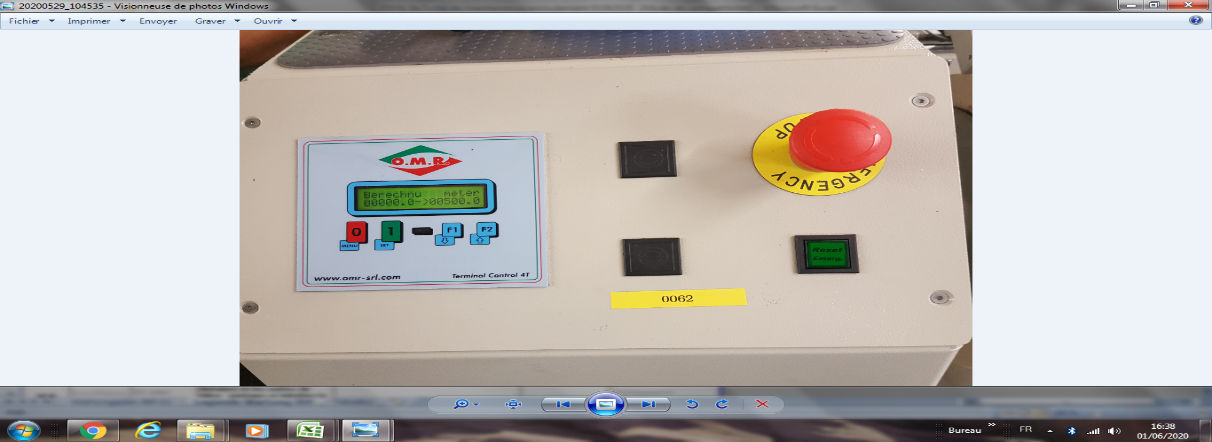 20200529_104535 - Visionneuse de photos Windows
Fichier Imprimer Envoyer Graver Ouvrir
O.M.R.
Berechnu meter
00000.0->00500.0
0 1 F1 F2
MENU SET
www.omr-srl.com Terminal Control 4T
0062
Reset
Emerg.
Bureau
FR
16:38
01/06/2020